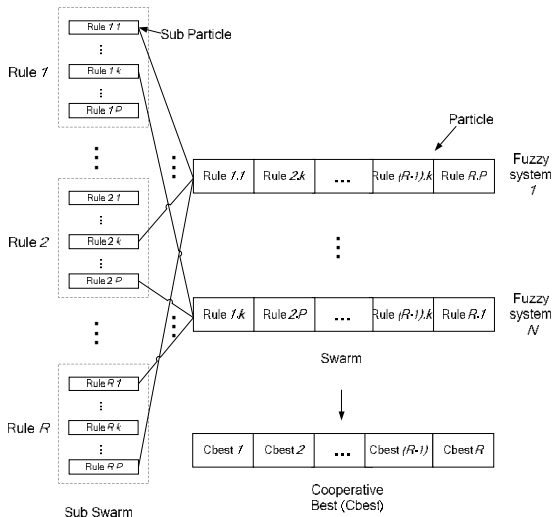 Rule 1
Rule 1 1
⋮
Rule 1 k
⋮
Rule 1 P
Sub Particle
Rule 2
Rule 2 1
⋮
Rule 2 k
⋮
Rule 2 P
Rule R
Rule R 1
⋮
Rule R k
⋮
Rule R P
Sub Swarm
Particle
Rule 1.1 Rule 2.k ... Rule (R-1).k Rule R.P
Fuzzy
system
1
Rule 1.k Rule 2.P ... Rule (R-1).k Rule R.1
Fuzzy
system
N
Swarm
Cbest 1 Cbest 2 ... Cbest (R-1) Cbest R
Cooperative
Best (Cbest)